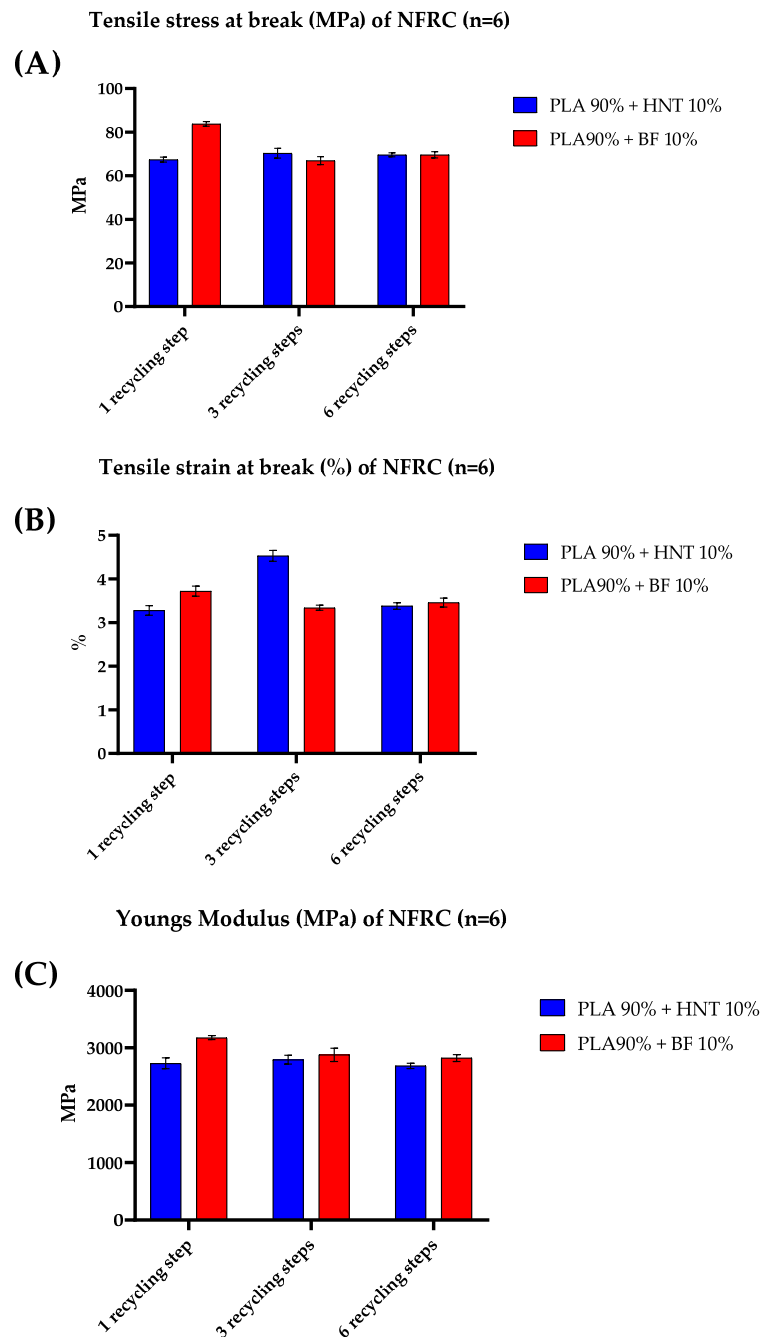 Tensile stress at break (MPa) of NFRC (n=6)
(A)
100
80
60
40
20
0
MPa
PLA 90% + HNT 10%
PLA90% + BF 10%
1 recycling step
3 recycling steps
6 recycling steps
Tensile strain at break (%) of NFRC (n=6)
(B)
5
4
3
2
1
0
%
PLA 90% + HNT 10%
PLA90% + BF 10%
1 recycling step
3 recycling steps
6 recycling steps
Youngs Modulus (MPa) of NFRC (n=6)
(C)
4000
3000
2000
1000
0
MPa
PLA 90% + HNT 10%
PLA90% + BF 10%
1 recycling step
3 recycling steps
6 recycling steps